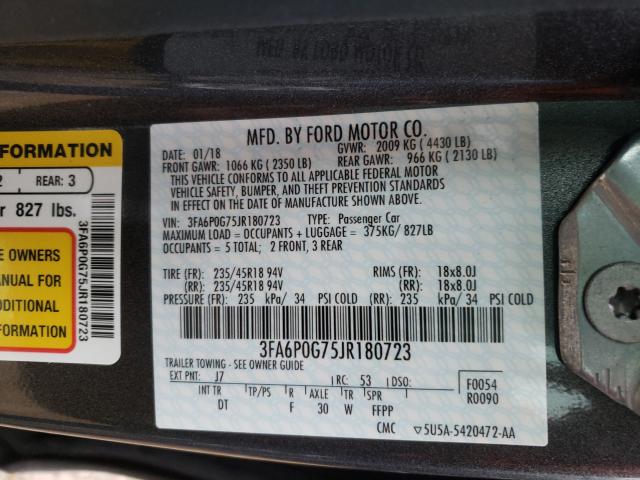 FORMATION
2 REAR: 3
r 827 lbs.
E OWNERS
ANUAL FOR
DDITIONAL
ORMATION
3FA6P0G75JR180723
MFD. BY FORD MOTOR CO.
DATE: 01/18 GVWR: 2009 KG ( 4430 LB)
FRONT GAWR: 1066 KG ( 2350 LB) REAR GAWR: 966 KG ( 2130 LB)
THIS VEHICLE CONFORMS TO ALL APPLICABLE FEDERAL MOTOR
VEHICLE SAFETY, BUMPER, AND THEFT PREVENTION STANDARDS
IN EFFECT ON THE DATE OF MANUFACTURE SHOWN ABOVE.
VIN: 3FA6P0G75JR180723 TYPE: Passenger Car
MAXIMUM LOAD = OCCUPANTS + LUGGAGE = 375KG/ 827LB
OCCUPANTS = 5 TOTAL; 2 FRONT, 3 REAR
TIRE (FR): 235/45R18 94V RIMS (FR): 18x8.0J
(RR): 235/45R18 94V (RR): 18x8.0J
PRESSURE (FR): 235 kPa/ 34 PSI COLD (RR): 235 kPa/ 34 PSI COLD
3FA6P0G75JR180723
TRAILER TOWING - SEE OWNER GUIDE
EXT PNT: J7 RC: 53 DSO: F0054
INT TR TP/PS R AXLE TR SPR R0090
DT F 30 W FFPP
CMC 5U5A-5420472-AA